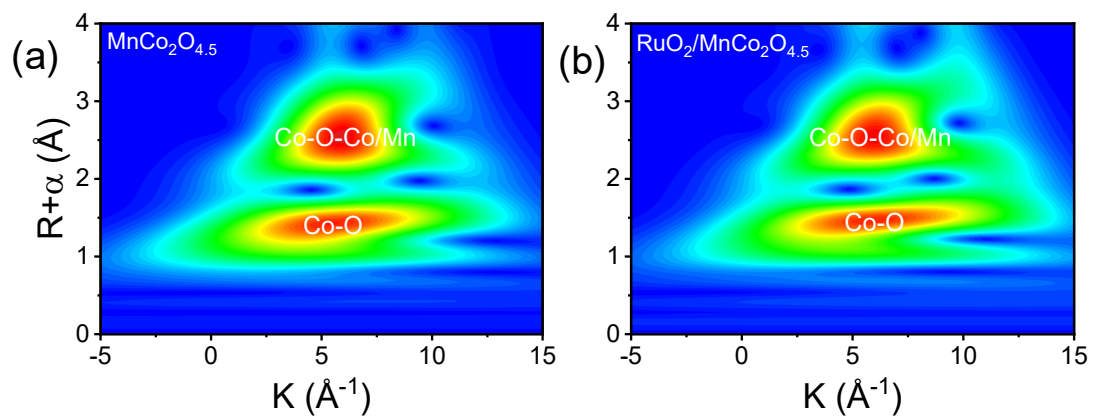 (a)
MnCo₂O₄.₅
Co-O-Co/Mn
Co-O
R+α (Å)
4
3
2
1
0
-5 0 5 10 15
K (Å⁻¹)
(b)
RuO₂/MnCo₂O₄.₅
Co-O-Co/Mn
Co-O
4
3
2
1
0
-5 0 5 10 15
K (Å⁻¹)